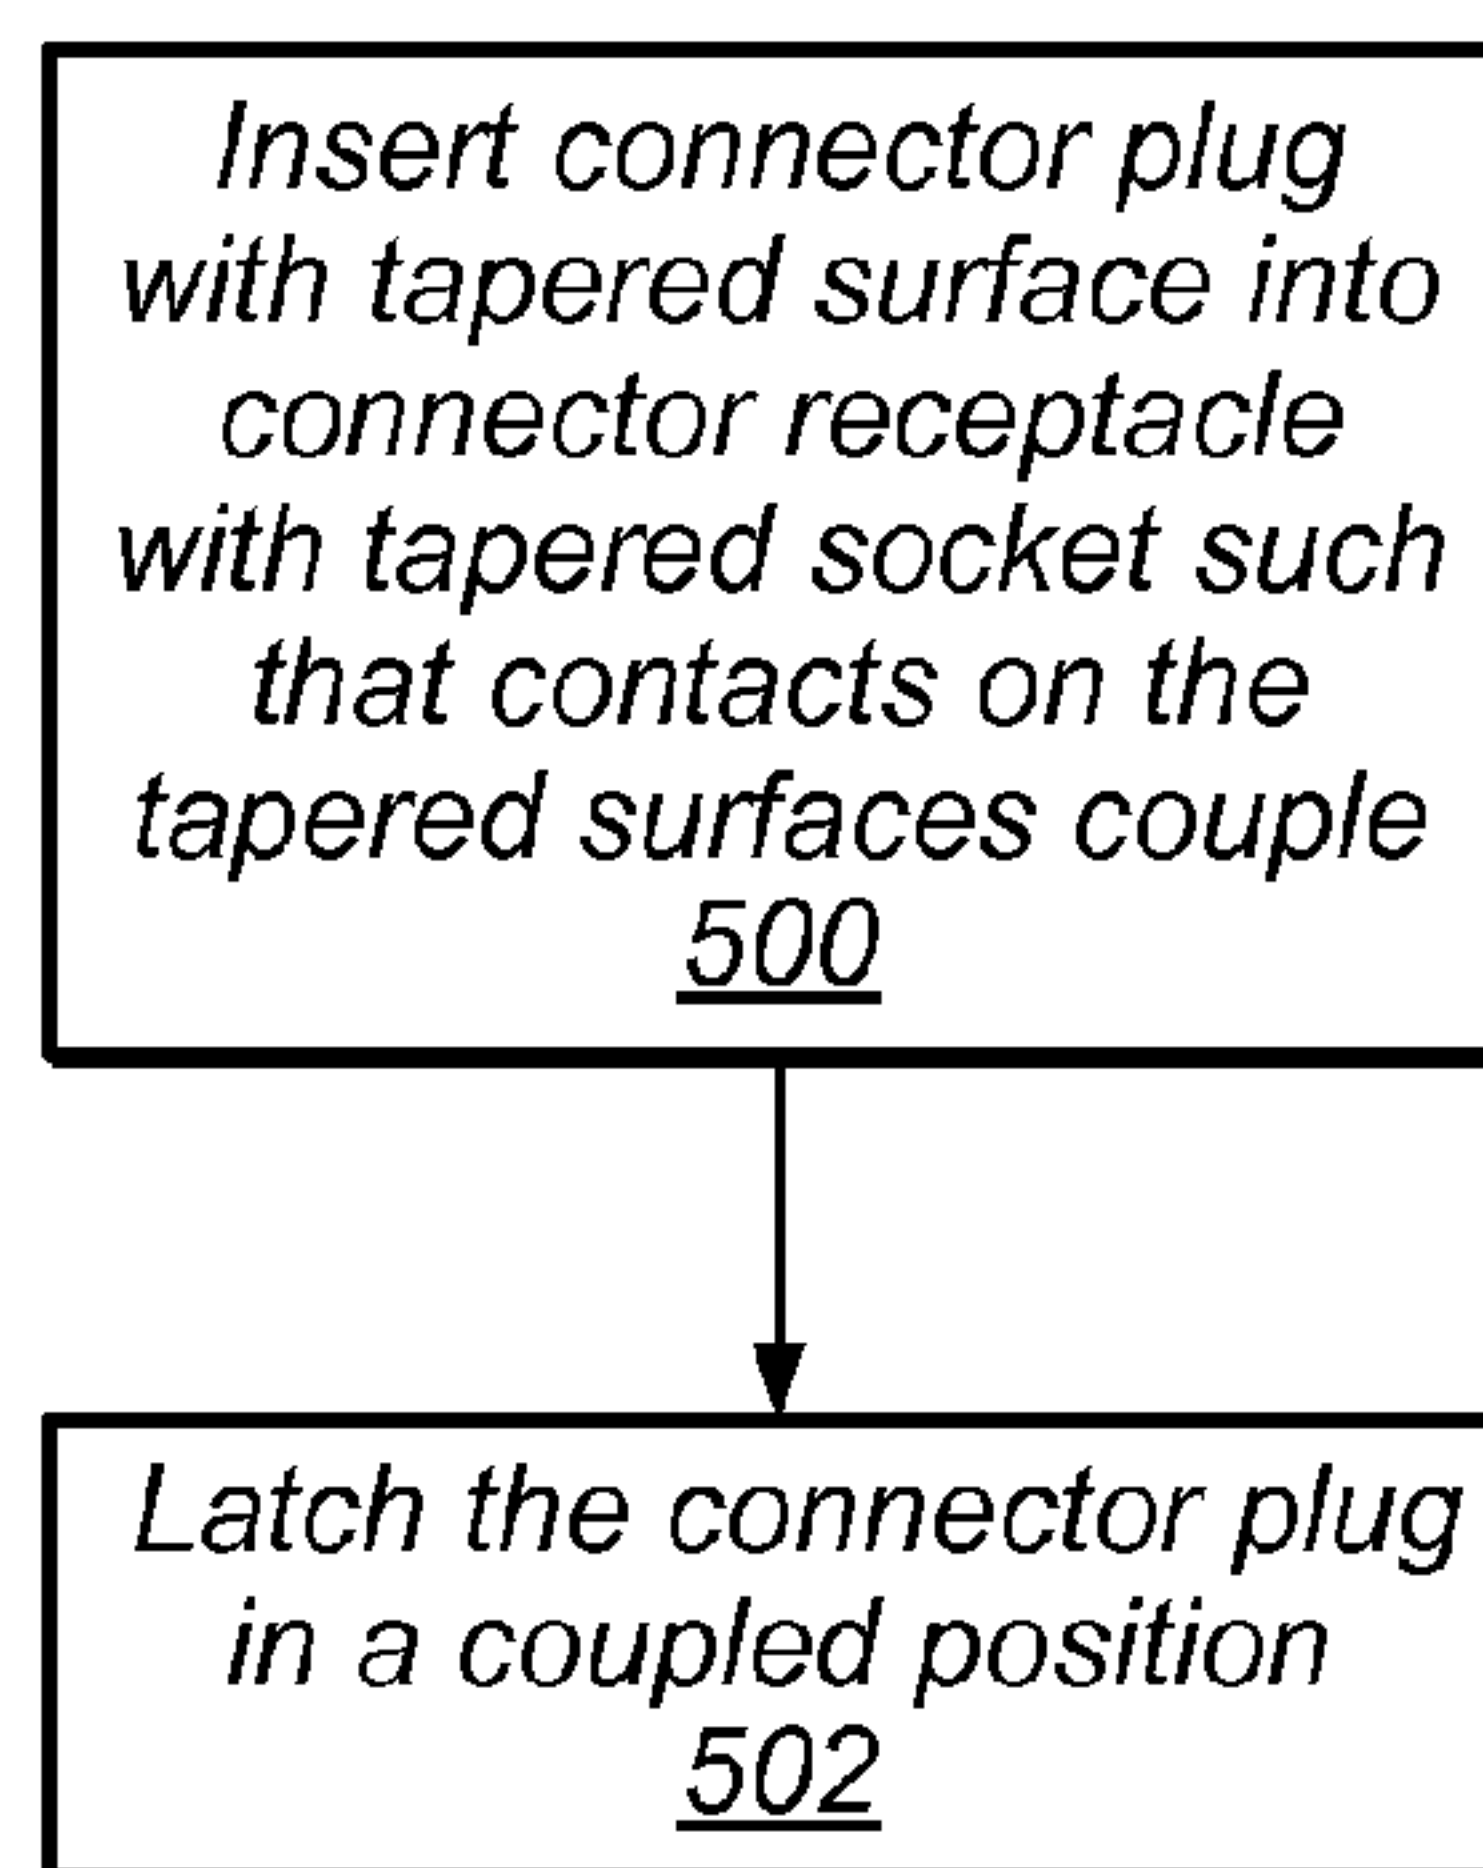 Insert connector plug
with tapered surface into
connector receptacle
with tapered socket such
that contacts on the
tapered surfaces couple
500
Latch the connector plug
in a coupled position
502